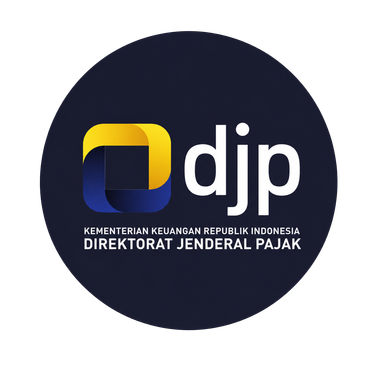 djp
KEMENTERIAN KEUANGAN REPUBLIK INDONESIA
DIREKTORAT JENDERAL PAJAK